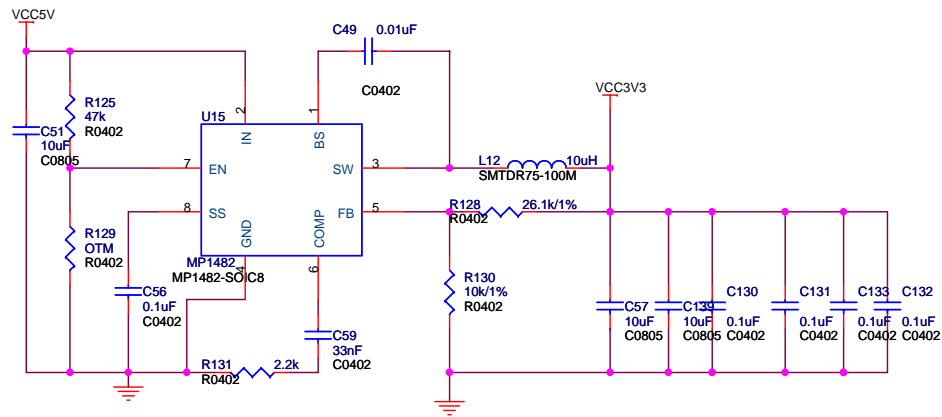 VCC5V
C49 0.01uF
C0402
VCC3V3
R125
47k
R0402
C51
10uF
C0805
U15
2
1
IN
BS
7
EN
SW
3
L12 10uH
SMTDR75-100M
8
SS
FB
5
R128 26.1k/1%
R0402
GND
COMP
R129
OTM
R0402
MP1482
MP1482-SOIC8
4
6
C56
0.1uF
C0402
R130
10k/1%
R0402
C59
33nF
C0402
R131 2.2k
R0402
C57
10uF
C0805
C139
10uF
C0805
C130
0.1uF
C0402
C131
0.1uF
C0402
C133
0.1uF
C0402
C132
0.1uF
C0402